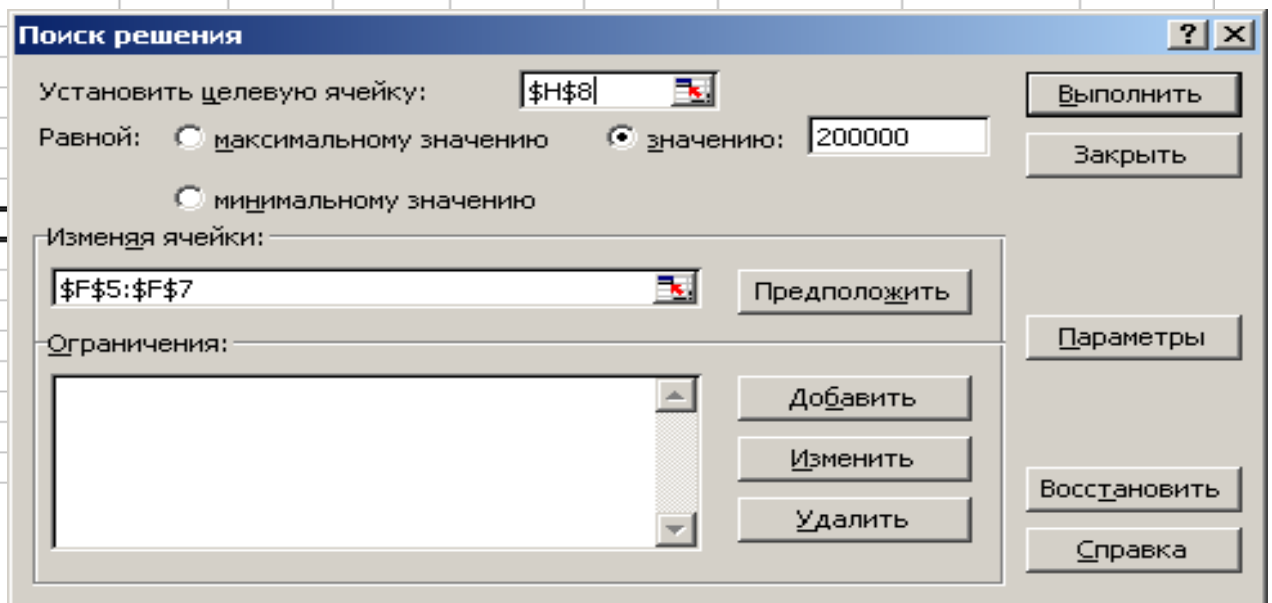 Поиск решения
Установить целевую ячейку: $H$8
Выполнить
Равной: максимальному значению значению: 200000
Закрыть
минимальному значению
Изменяя ячейки:
$F$5:$F$7
Предположить
Параметры
Ограничения:
Добавить
Изменить
Восстановить
Удалить
Справка